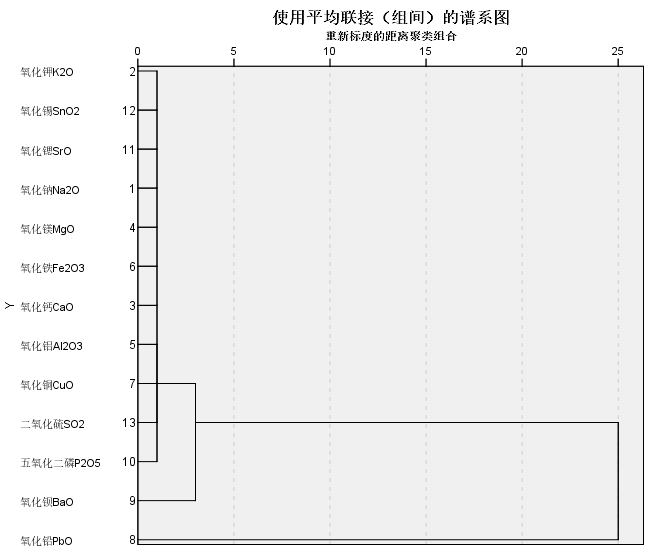 使用平均联接（组间）的谱系图
重新标度的距离聚类组合
0 5 10 15 20 25
氧化钾K2O 2
氧化锡SnO2 12
氧化锶SrO 11
氧化钠Na2O 1
氧化镁MgO 4
氧化铁Fe2O3 6
Y
氧化钙CaO 3
氧化铝Al2O3 5
氧化铜CuO 7
二氧化硫SO2 13
五氧化二磷P2O5 10
氧化钡BaO 9
氧化铅PbO 8